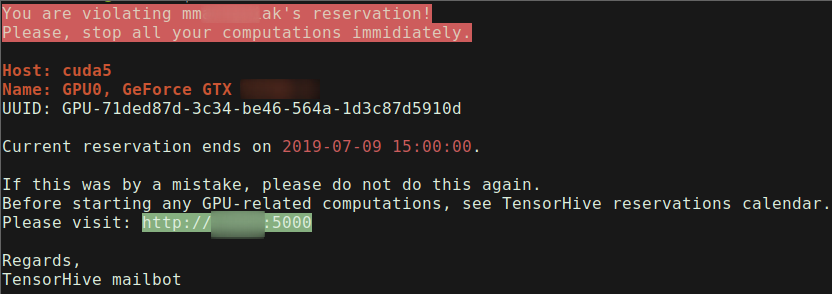 You are violating mm ak's reservation!
Please, stop all your computations immidiately.
Host: cuda5
Name: GPU0, GeForce GTX
UUID: GPU-71ded87d-3c34-be46-564a-1d3c87d5910d
Current reservation ends on 2019-07-09 15:00:00.
If this was by a mistake, please do not do this again.
Before starting any GPU-related computations, see TensorHive reservations calendar.
Please visit: http:// :5000
Regards,
TensorHive mailbot